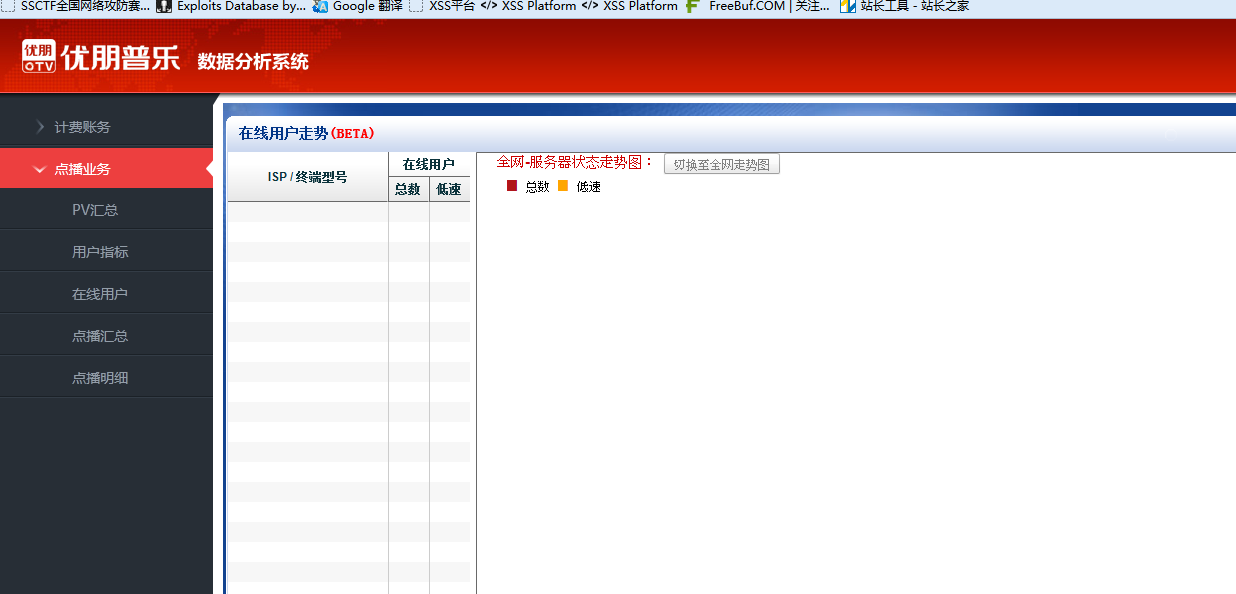 SSCTF全国网络攻防赛... Exploits Database by... Google 翻译 XSS平台 </> XSS Platform </> XSS Platform FreeBuf.COM | 关注... 站长工具 - 站长之家
优朋 OTV 优朋普乐 数据分析系统
计费账务
点播业务
PV汇总
用户指标
在线用户
点播汇总
点播明细
在线用户走势(BETA)
ISP / 终端型号 在线用户
总数 低速
全网-服务器状态走势图： 切换至全网走势图
总数 低速